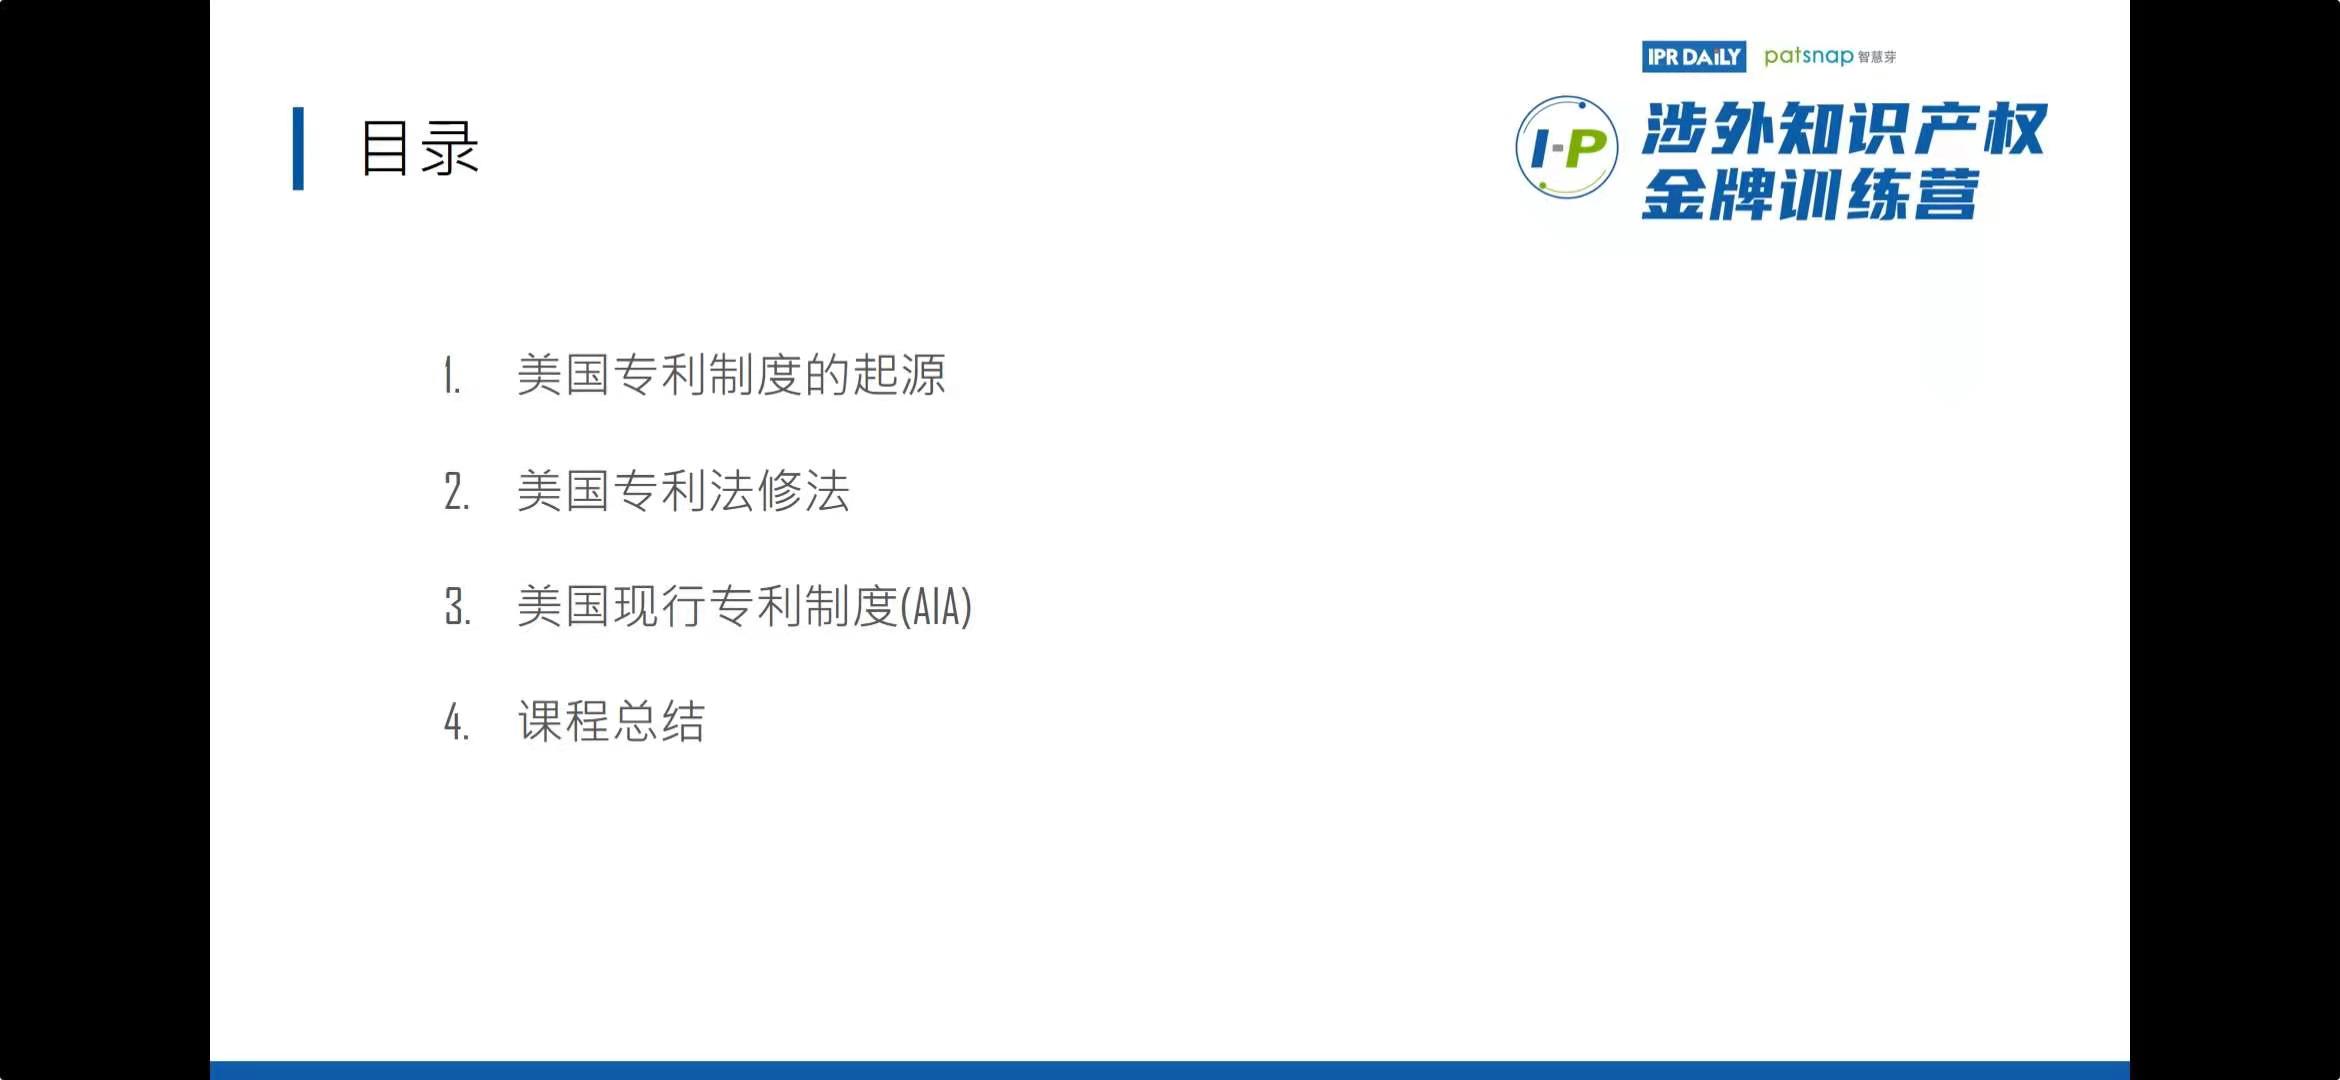 IPR DAILY patsnap 智慧芽
目录
I-P
涉外知识产权
金牌训练营
1. 美国专利制度的起源
2. 美国专利法修法
3. 美国现行专利制度(AIA)
4. 课程总结